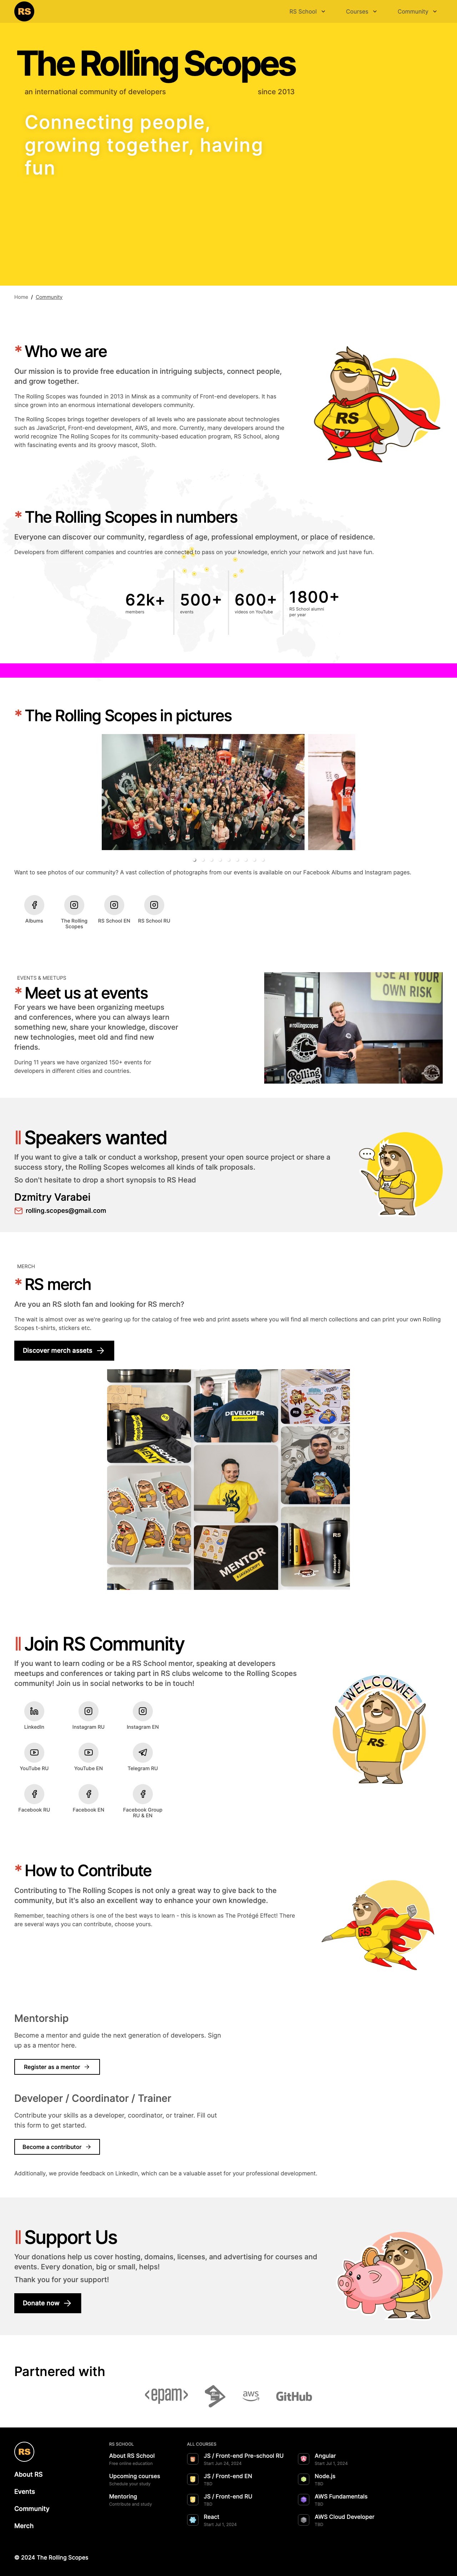 RS
RS School
Courses
Community
The Rolling Scopes
an international community of developers
since 2013
Connecting people,
growing together, having
fun
Home / Community
* Who we are
Our mission is to provide free education in intriguing subjects, connect people,
and grow together.
The Rolling Scopes was founded in 2013 in Minsk as a community of Front-end developers. It has
since grown into an enormous international developers community.
The Rolling Scopes brings together developers of all levels who are passionate about technologies
such as JavaScript, Frontend development, AWS, and more. Currently, many developers around the
world recognize The Rolling Scopes for its community-based education program, RS School, along
with fascinating events and its groovy mascot, Sloth.
RS
* The Rolling Scopes in numbers
Everyone can discover our community, regardless of age, professional employment, or place of residence.
Developers from different companies and countries are coming to pass on your knowledge, enrich your network and just have fun.
62k+
members
500+
events
600+
videos on YouTube
1800+
RS School alumni
per year
* The Rolling Scopes in pictures
Want to see photos of our community? A vast collection of photographs from our events is available on our Facebook Albums and Instagram pages.
Albums
The Rolling
Scopes
RS School EN
RS School RU
EVENTS & MEETUPS
* Meet us at events
For years we have been organizing meetups
and conferences, where you can always learn
something new, share your knowledge, discover
new technologies, meet old and find new
friends.
During 11 years we have organized 150+ events for
developers in different cities and countries.
USE AT YOUR
OWN RISK
#rollingscopes
Rolling
Scopes
Speakers wanted
If you want to give a talk or conduct a workshop, present your open source project or share a
success story, the Rolling Scopes welcomes all kinds of talk proposals.
So don't hesitate to drop a short synopsis to RS Head
Dzmitry Varabei
rolling.scopes@gmail.com
MERCH
* RS merch
Are you an RS sloth fan and looking for RS merch?
The wait is almost over as we're gearing up for the catalog of free web and print assets where you will find all merch collections and can print your own Rolling
Scopes t-shirts, stickers etc.
Discover merch assets
DEVELOPER
MENTOR
RS
Join RS Community
If you want to learn coding or be a RS School mentor, speaking at developers
meetups and conferences or taking part in RS clubs welcome to the Rolling Scopes
community! Join us in social networks to be in touch!
WELCOME!
RS
LinkedIn
Instagram RU
Instagram EN
YouTube RU
YouTube EN
Telegram RU
Facebook RU
Facebook EN
Facebook Group
RU & EN
* How to Contribute
Contributing to The Rolling Scopes is not only a great way to give back to the
community, but it's also an excellent way to enhance your own knowledge.
Remember, teaching others is one of the best ways to learn - this is known as The Protégé Effect! There
are several ways you can contribute, choose yours.
RS
Mentorship
Become a mentor and guide the next generation of developers. Sign
up as a mentor here.
Register as a mentor
Developer / Coordinator / Trainer
Contribute your skills as a developer, coordinator, or trainer. Fill out
this form to get started.
Become a contributor
Additionally, we provide feedback on LinkedIn, which can be a valuable asset for your professional development.
Support Us
Your donations help us cover hosting, domains, licenses, and advertising for courses and
events. Every donation, big or small, helps!
Thank you for your support!
Donate now
RS
Partnered with
<epam>
aws
GitHub
RS
About RS
Events
Community
Merch
RS SCHOOL
About RS School
Free online education
Upcoming courses
Schedule your study
Mentoring
Contribute and study
ALL COURSES
JS / Front-end Pre-school RU
Start Jun 24, 2024
JS / Front-end EN
TBD
JS / Front-end RU
TBD
React
Start Jul 1, 2024
Angular
Start Jul 1, 2024
Node.js
TBD
AWS Fundamentals
TBD
AWS Cloud Developer
TBD
© 2024 The Rolling Scopes